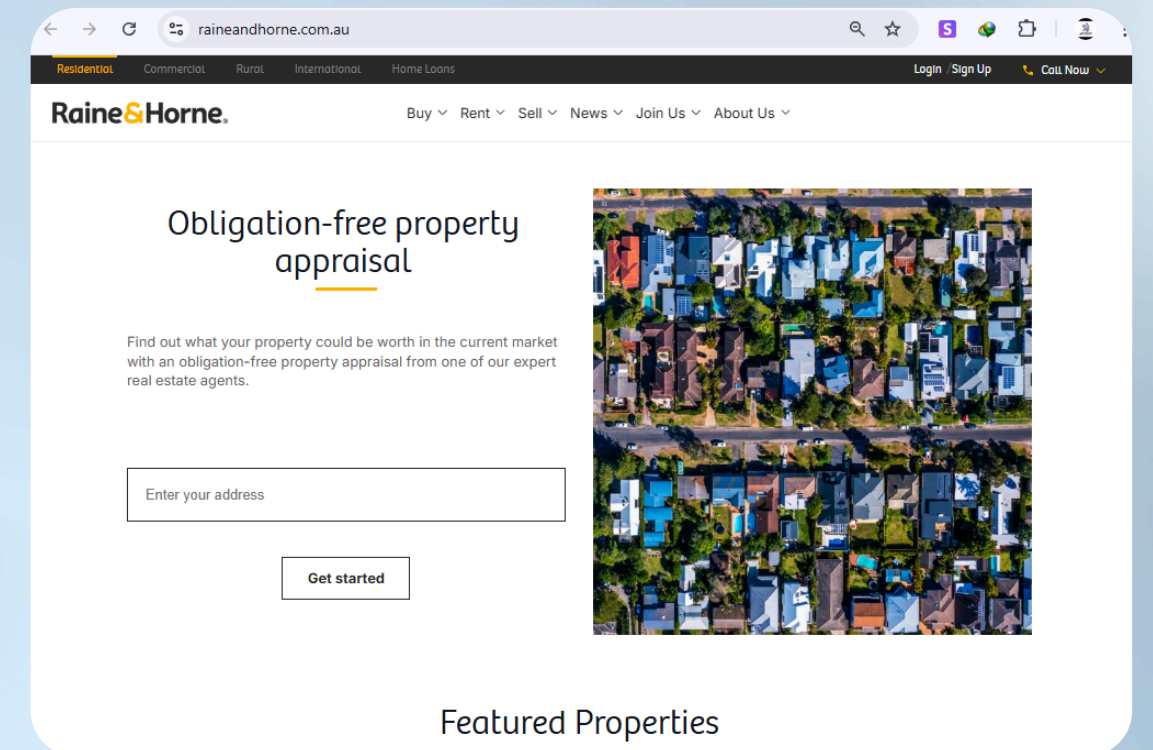 raineandhorne.com.au
S
Residential Commercial Rural International Home Loans Login / Sign Up Call Now
Raine&Horne. Buy Rent Sell News Join Us About Us
Obligation-free property
appraisal
Find out what your property could be worth in the current market
with an obligation-free property appraisal from one of our expert
real estate agents.
Enter your address
Get started
Featured Properties